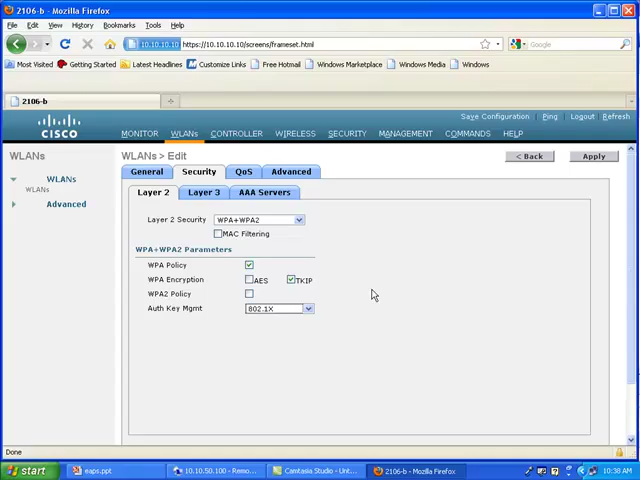 2106-b - Mozilla Firefox
File Edit View History Bookmarks Tools Help
10.10.10.10 https://10.10.10.10/screens/frameset.html
Google
Most Visited Getting Started Latest Headlines Customize Links Free Hotmail Windows Marketplace Windows Media Windows
2106-b
Save Configuration Ping Logout Refresh
CISCO
MONITOR WLANs CONTROLLER WIRELESS SECURITY MANAGEMENT COMMANDS HELP
WLANs
WLANs > Edit
< Back
Apply
WLANs
WLANs
Advanced
General Security QoS Advanced
Layer 2 Layer 3 AAA Servers
Layer 2 Security WPA+WPA2
MAC Filtering
WPA+WPA2 Parameters
WPA Policy
WPA Encryption AES TKIP
WPA2 Policy
Auth Key Mgmt 802.1X
Done
start eaps.ppt 10.10.50.100 - Remo... Camtasia Studio - Unt... 2106-b - Mozilla Firefox 10:38 AM